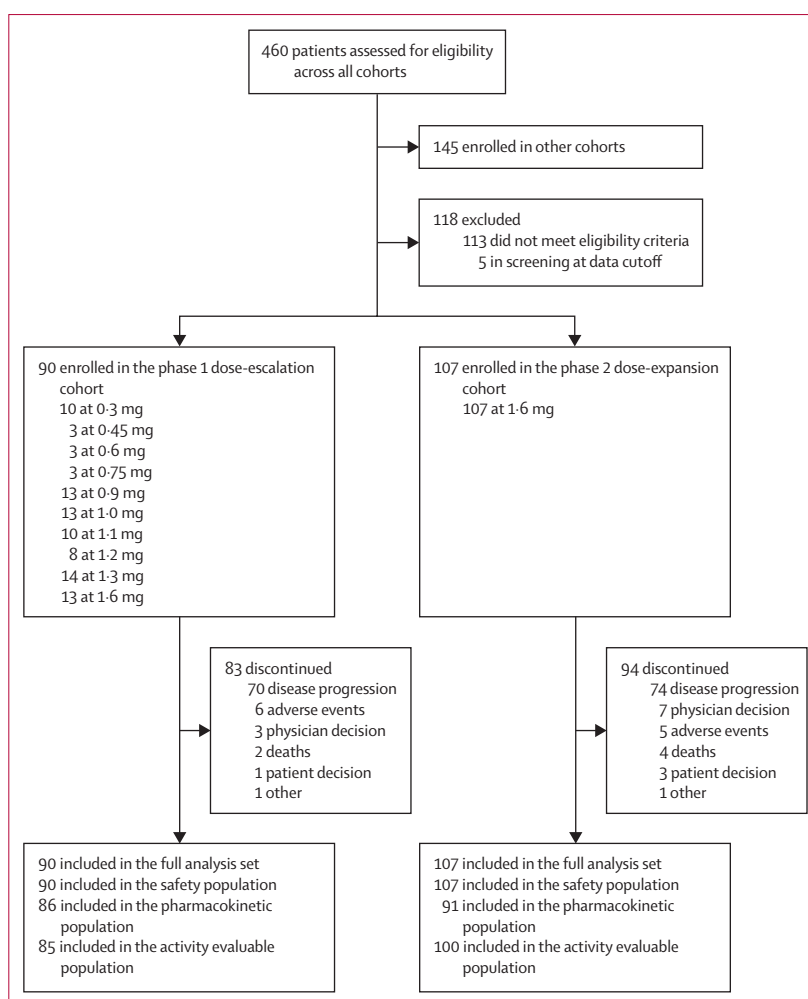 460 patients assessed for eligibility
across all cohorts
145 enrolled in other cohorts
118 excluded
113 did not meet eligibility criteria
5 in screening at data cutoff
90 enrolled in the phase 1 dose-escalation
cohort
10 at 0·3 mg
3 at 0·45 mg
3 at 0·6 mg
3 at 0·75 mg
13 at 0·9 mg
13 at 1·0 mg
10 at 1·1 mg
8 at 1·2 mg
14 at 1·3 mg
13 at 1·6 mg
107 enrolled in the phase 2 dose-expansion
cohort
107 at 1·6 mg
83 discontinued
70 disease progression
6 adverse events
3 physician decision
2 deaths
1 patient decision
1 other
94 discontinued
74 disease progression
7 physician decision
5 adverse events
4 deaths
3 patient decision
1 other
90 included in the full analysis set
90 included in the safety population
86 included in the pharmacokinetic
population
85 included in the activity evaluable
population
107 included in the full analysis set
107 included in the safety population
91 included in the pharmacokinetic
population
100 included in the activity evaluable
population